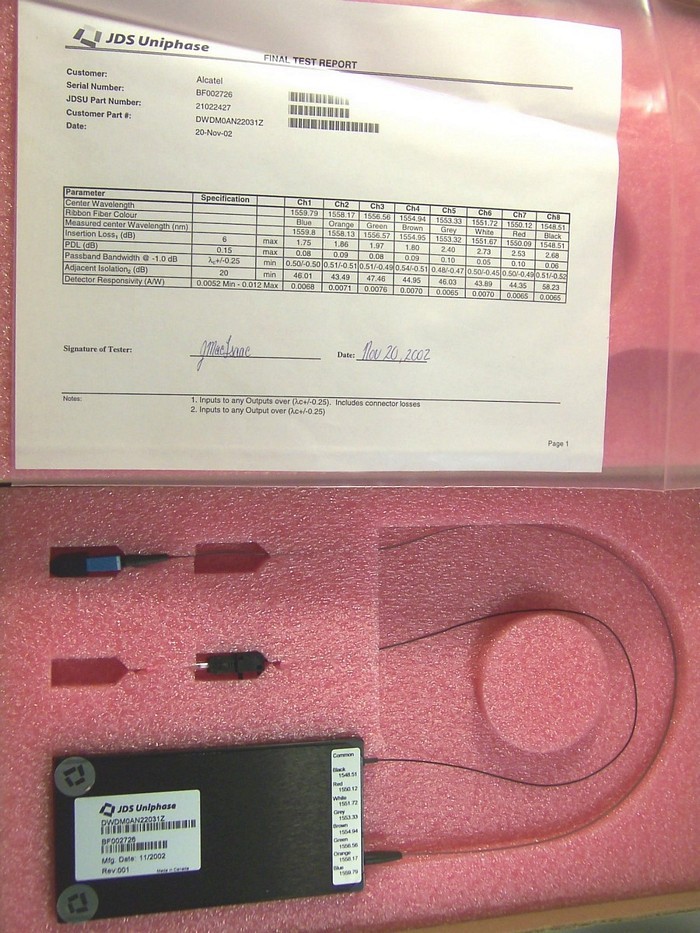 JDS Uniphase
FINAL TEST REPORT
Customer: Alcatel
Serial Number: BF002726
JDSU Part Number: 21022427
Customer Part #: DWDM0AN22031Z
Date: 20-Nov-02
Parameter Specification Ch1 Ch2 Ch3 Ch4 Ch5 Ch6 Ch7 Ch8
Center Wavelength 1559.79 1558.17 1556.56 1554.94 1553.33 1551.72 1550.12 1548.51
Ribbon Fiber Colour Blue Orange Green Brown Grey White Red Black
Measured center Wavelength (nm) 1559.8 1558.13 1556.57 1554.95 1553.32 1551.67 1550.09 1548.51
Insertion Loss1 (dB) 6 max 1.75 1.86 1.97 1.80 2.40 2.73 2.53 2.68
PDL (dB) 0.15 max 0.08 0.09 0.08 0.09 0.10 0.05 0.10 0.06
Passband Bandwidth @ -1.0 dB λc+/-0.25 min 0.50/-0.50 0.51/-0.51 0.51/-0.49 0.54/-0.51 0.48/-0.47 0.50/-0.45 0.50/-0.49 0.51/-0.52
Adjacent Isolation2 (dB) 20 min 46.01 43.49 47.46 44.95 46.03 43.89 44.35 58.23
Detector Responsivity (A/W) 0.0052 Min - 0.012 Max 0.0068 0.0071 0.0076 0.0070 0.0065 0.0070 0.0065 0.0065
Signature of Tester: JMacIsaac Date: Nov 20, 2002
Notes: 1. Inputs to any Outputs over (λc+/-0.25). Includes connector losses
2. Inputs to any Output over (λc+/-0.25)
Page 1
JDS Uniphase
DWDM0AN22031Z
BF002726
Mfg. Date: 11/2002
Rev:001
Made in Canada
Common
Black
1548.51
Red
1550.12
White
1551.72
Grey
1553.33
Brown
1554.94
Green
1556.56
Orange
1558.17
Blue
1559.79